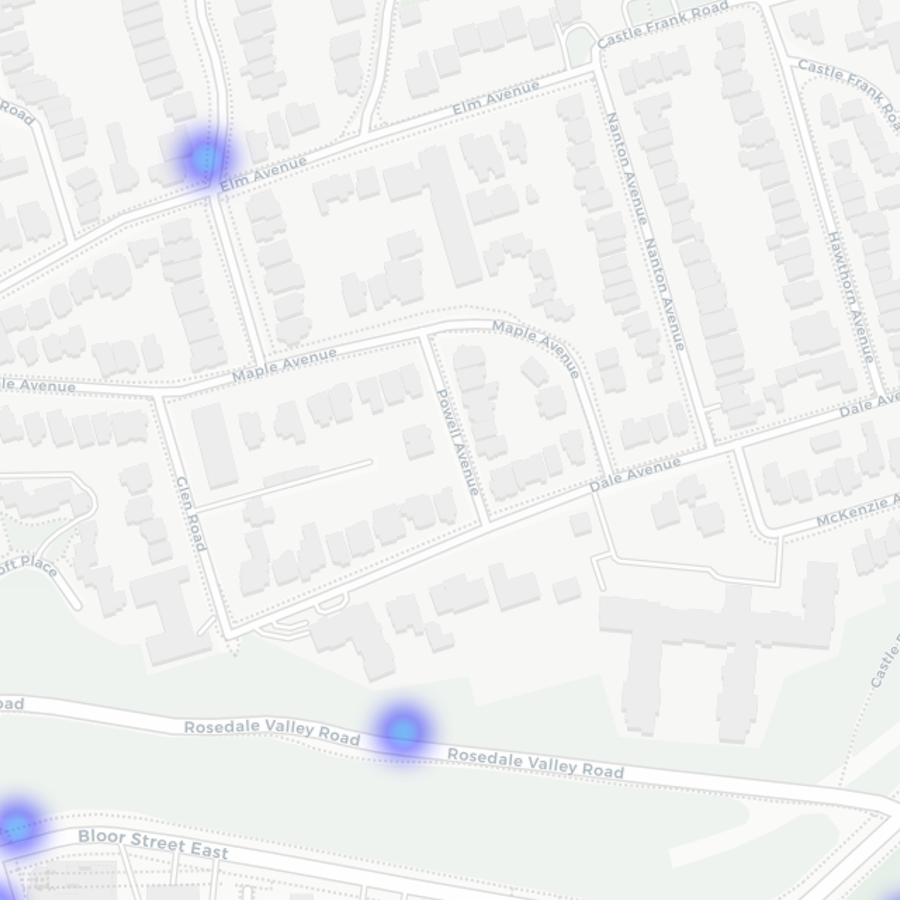 Castle Frank Road
Castle Frank Roa
Elm Avenue
Road
Nanton Avenue
Elm Avenue
Hawthorn Avenue
Nanton Avenue
Maple Avenue
Maple Avenue
le Avenue
Dale Ave
Powell Avenue
Dale Avenue
Glen Road
McKenzie A
oft Place
Castle F
oad
Rosedale Valley Road
Rosedale Valley Road
Bloor Street East